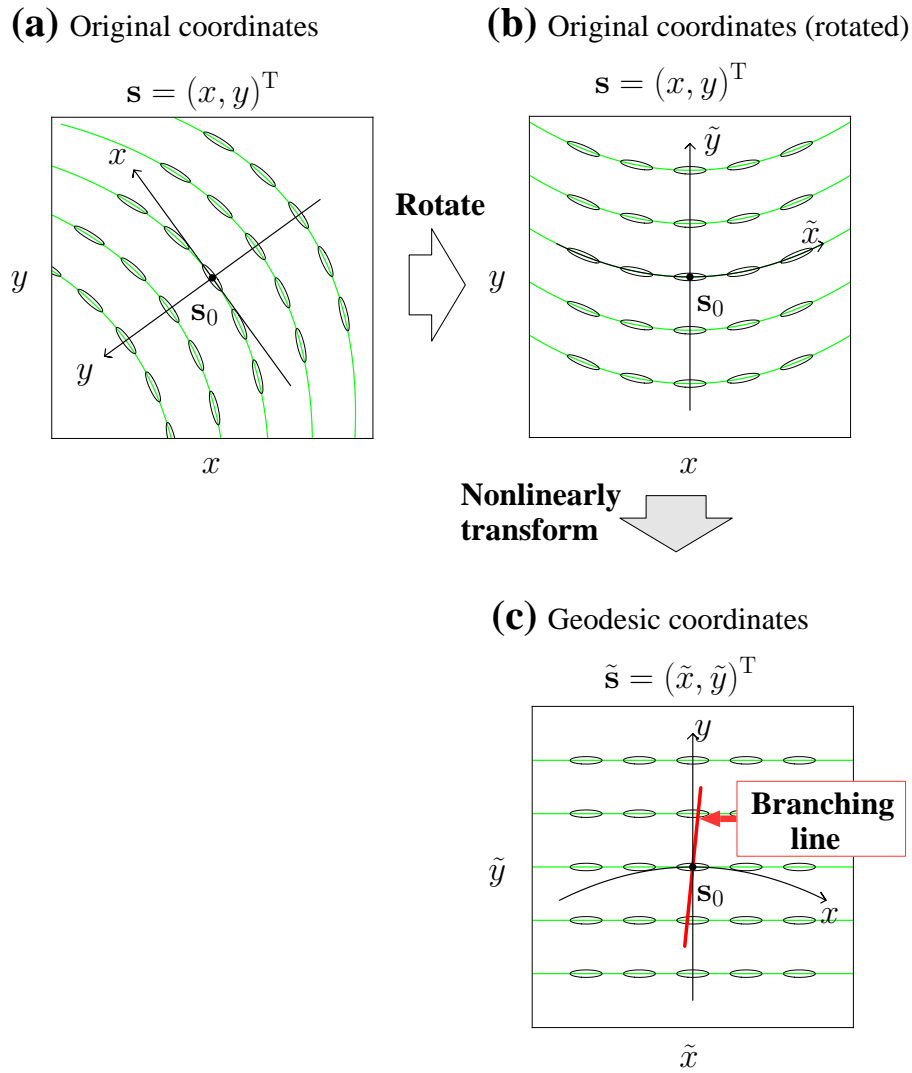 (a) Original coordinates
s = (x, y)^T
x
s₀
y
y
x
Rotate
(b) Original coordinates (rotated)
s = (x, y)^T
ỹ
x̃
s₀
y
x
Nonlinearly
transform
(c) Geodesic coordinates
s̃ = (x̃, ỹ)^T
y
Branching
line
s₀
x
ỹ
x̃